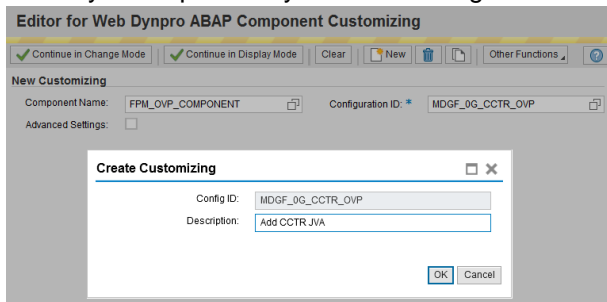 Editor for Web Dynpro ABAP Component Customizing
Continue in Change Mode Continue in Display Mode Clear New Other Functions
New Customizing
Component Name: FPM_OVP_COMPONENT Configuration ID: * MDGF_0G_CCTR_OVP
Advanced Settings:
Create Customizing
Config ID: MDGF_0G_CCTR_OVP
Description: Add CCTR JVA
OK Cancel